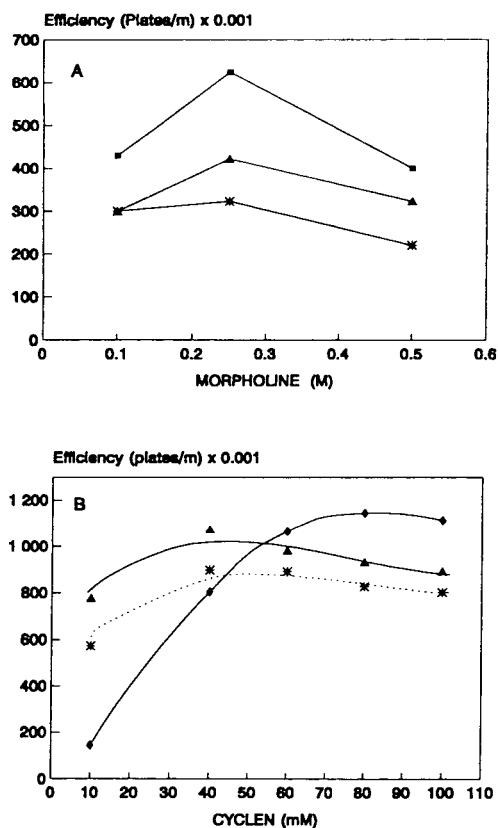 Efficiency (Plates/m) x 0.001
700
A
600
500
400
300
200
100
0
0 0.1 0.2 0.3 0.4 0.5 0.6
MORPHOLINE (M)
Efficiency (plates/m) x 0.001
B
1 200
1 000
800
600
400
200
0
0 10 20 30 40 50 60 70 80 90 100 110
CYCLEN (mM)